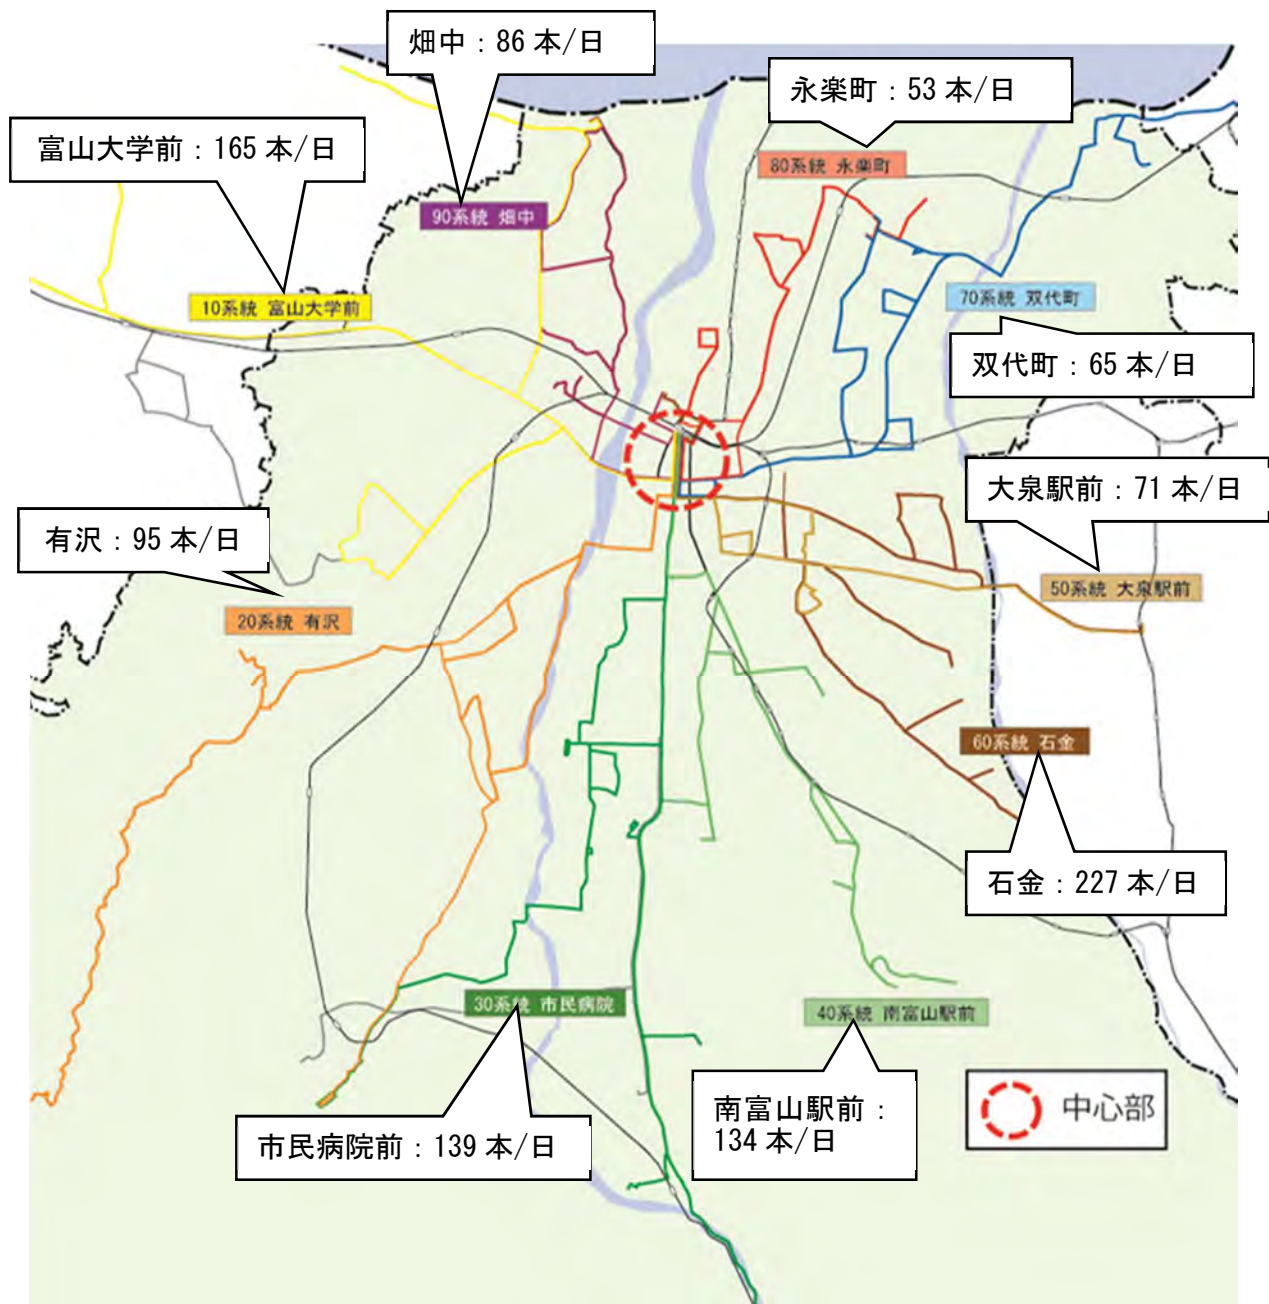 畑中：86 本/日
永楽町：53 本/日
富山大学前：165 本/日
80系統 永楽町
90系統 畑中
10系統 富山大学前
70系統 双代町
双代町：65 本/日
大泉駅前：71 本/日
有沢：95 本/日
50系統 大泉駅前
20系統 有沢
60系統 石金
石金：227 本/日
30系統 市民病院
40系統 南富山駅前
南富山駅前：
134 本/日
中心部
市民病院前：139 本/日